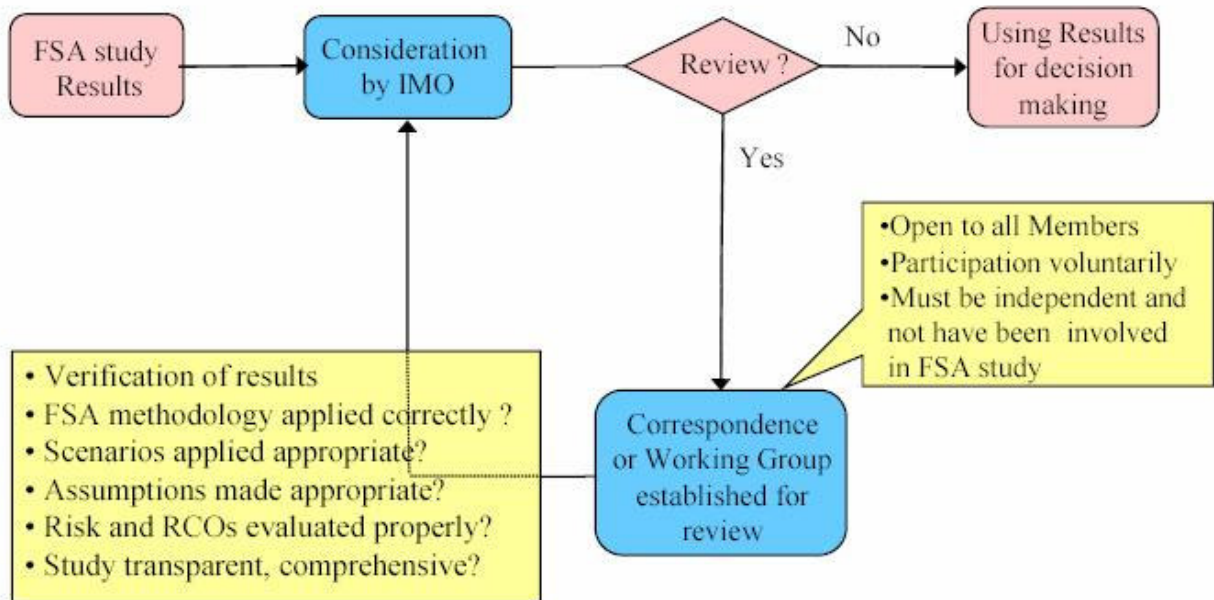 FSA study
Results
Consideration
by IMO
Review ?
No
Using Results
for decision
making
Yes
•Open to all Members
•Participation voluntarily
•Must be independent and
not have been involved
in FSA study
• Verification of results
• FSA methodology applied correctly ?
• Scenarios applied appropriate?
• Assumptions made appropriate?
• Risk and RCOs evaluated properly?
• Study transparent, comprehensive?
Correspondence
or Working Group
established for
review